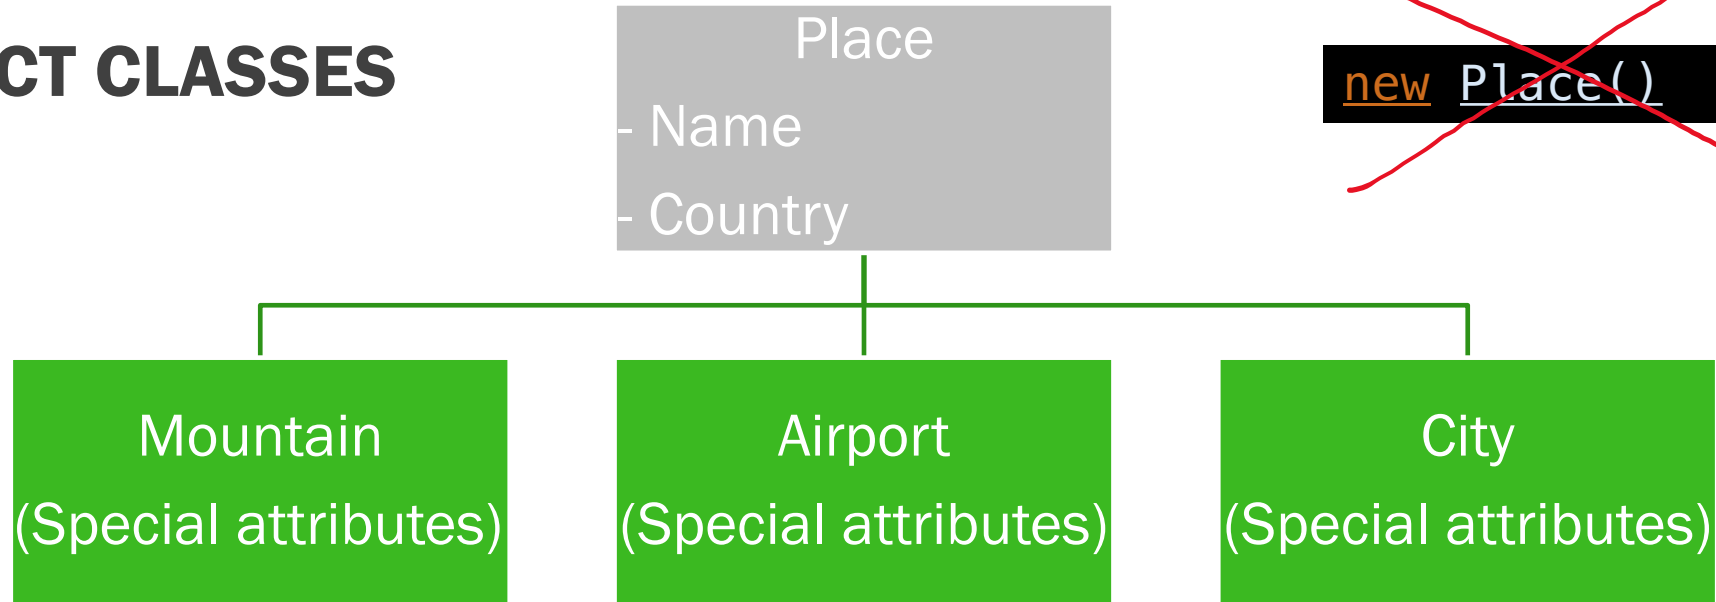 CT CLASSES
Place
- Name
- Country
new Place()
Mountain
(Special attributes)
Airport
(Special attributes)
City
(Special attributes)